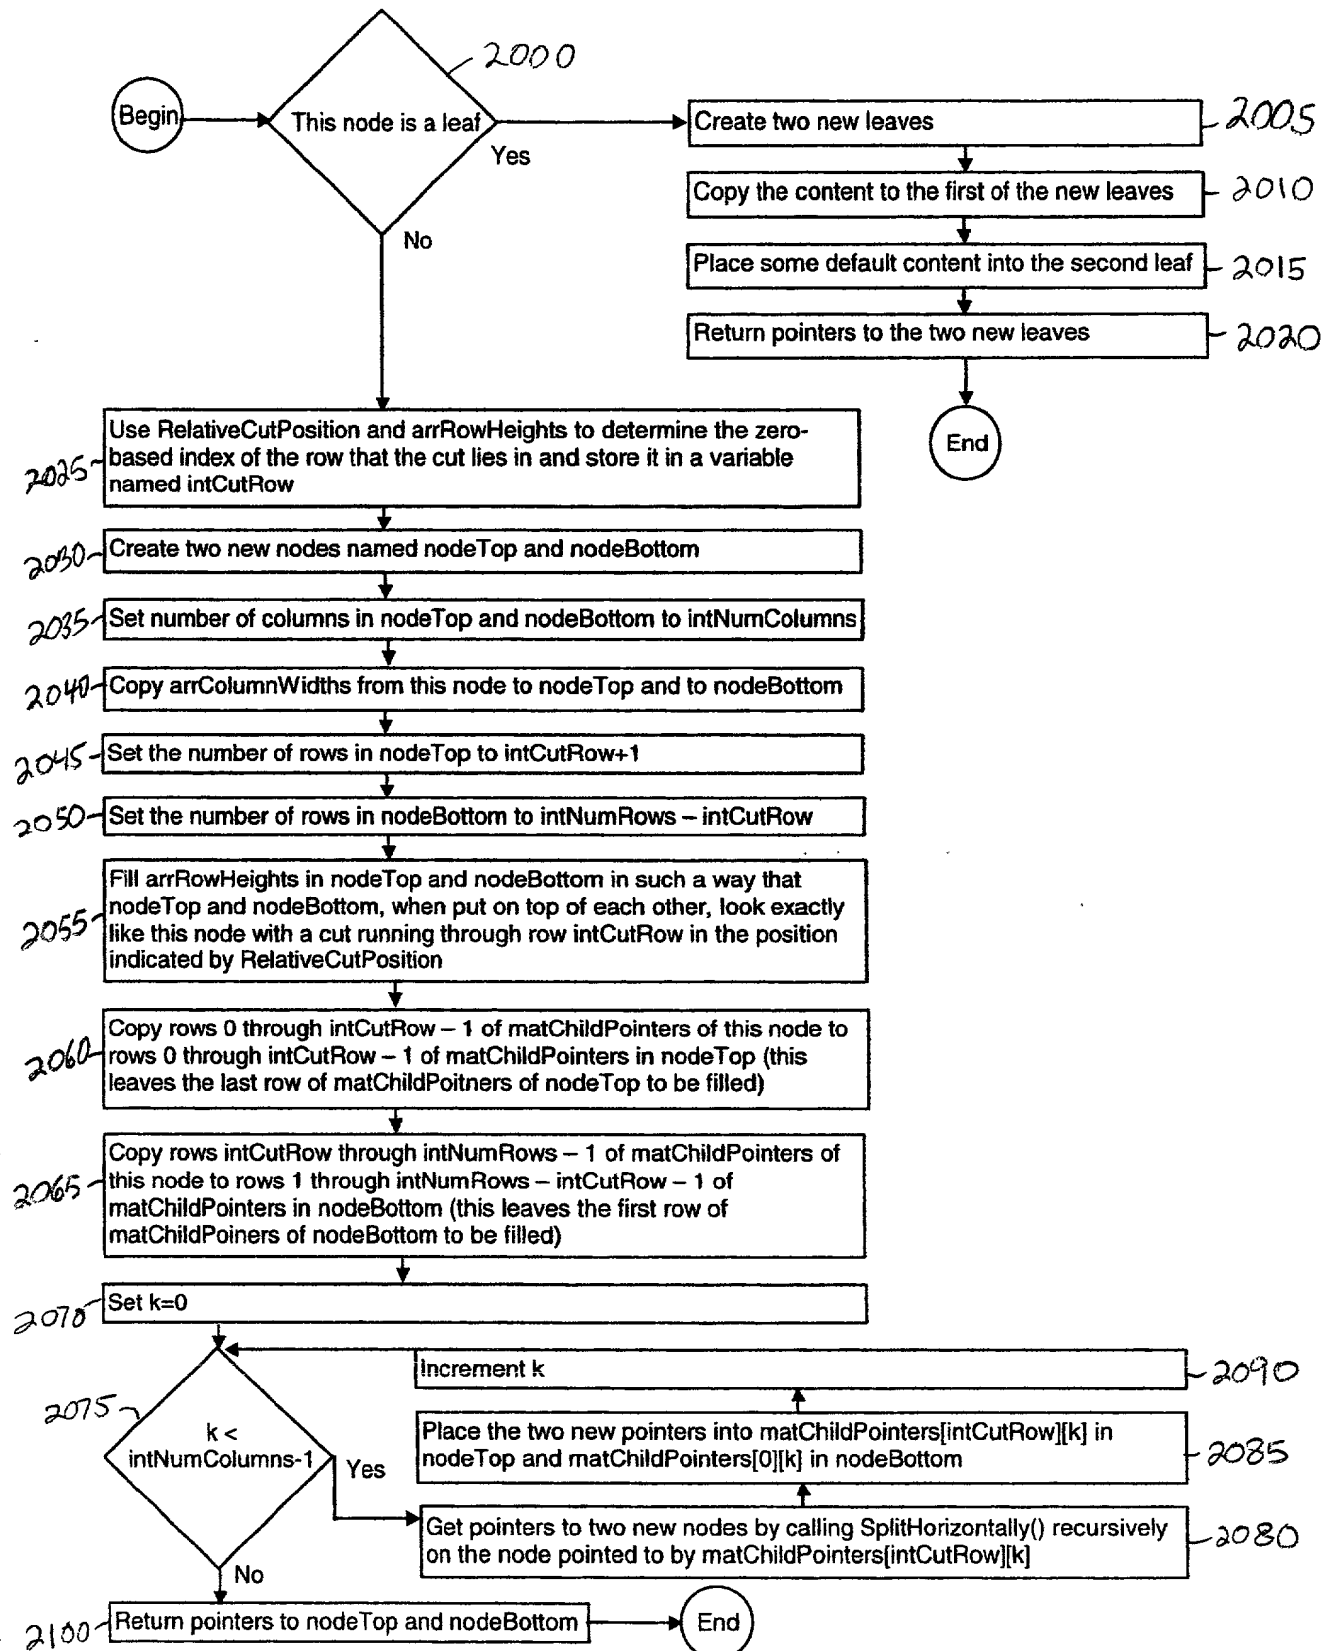 2000
Begin
This node is a leaf
Yes
No
Create two new leaves
2005
Copy the content to the first of the new leaves
2010
Place some default content into the second leaf
2015
Return pointers to the two new leaves
2020
End
Use RelativeCutPosition and arrRowHeights to determine the zero-
based index of the row that the cut lies in and store it in a variable
named intCutRow
2025
Create two new nodes named nodeTop and nodeBottom
2030
Set number of columns in nodeTop and nodeBottom to intNumColumns
2035
Copy arrColumnWidths from this node to nodeTop and to nodeBottom
2040
Set the number of rows in nodeTop to intCutRow+1
2045
Set the number of rows in nodeBottom to intNumRows – intCutRow
2050
Fill arrRowHeights in nodeTop and nodeBottom in such a way that
nodeTop and nodeBottom, when put on top of each other, look exactly
like this node with a cut running through row intCutRow in the position
indicated by RelativeCutPosition
2055
Copy rows 0 through intCutRow – 1 of matChildPointers of this node to
rows 0 through intCutRow – 1 of matChildPointers in nodeTop (this
leaves the last row of matChildPoitners of nodeTop to be filled)
2060
Copy rows intCutRow through intNumRows – 1 of matChildPointers of
this node to rows 1 through intNumRows – intCutRow – 1 of
matChildPointers in nodeBottom (this leaves the first row of
matChildPoiners of nodeBottom to be filled)
2065
Set k=0
2070
Increment k
2090
2075
k <
intNumColumns-1
Yes
No
Place the two new pointers into matChildPointers[intCutRow][k] in
nodeTop and matChildPointers[0][k] in nodeBottom
2085
Get pointers to two new nodes by calling SplitHorizontally() recursively
on the node pointed to by matChildPointers[intCutRow][k]
2080
Return pointers to nodeTop and nodeBottom
2100
End